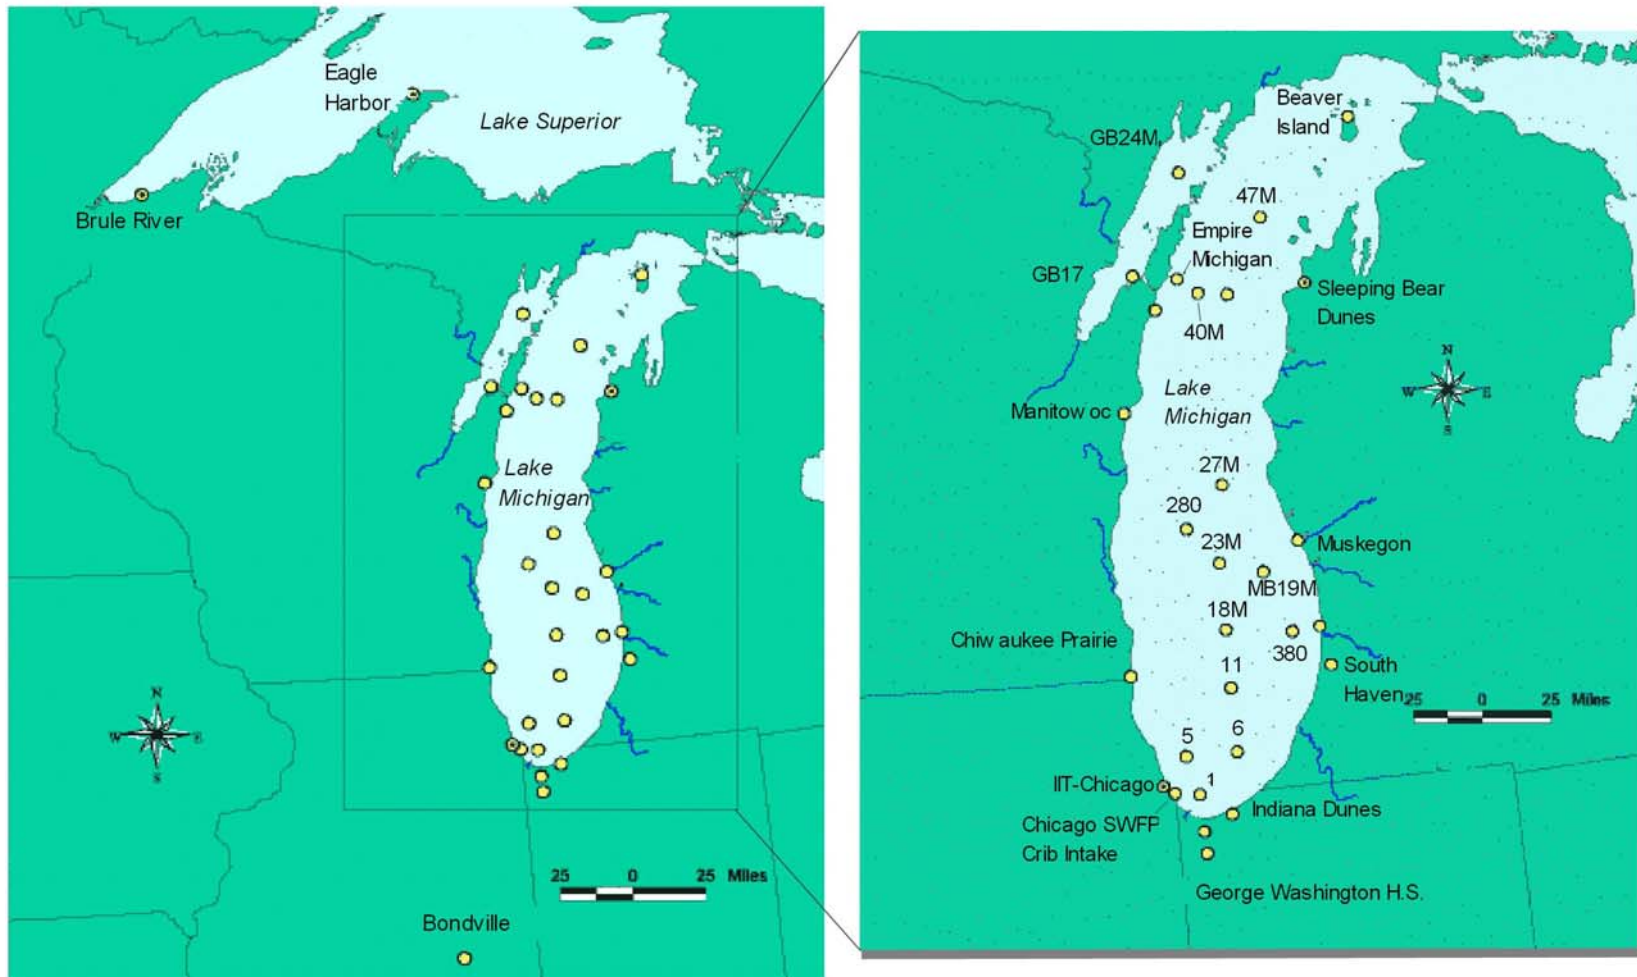 Eagle
Harbor
Lake Superior
Brule River
Lake
Michigan
N
W E
S
25 0 25 Miles
Bondville
Beaver
Island
GB24M
47M
Empire
Michigan
GB17
Sleeping Bear
Dunes
40M
N
W E
S
Lake
Michigan
Manitow oc
27M
280
23M
Muskegon
MB19M
18M
Chiw aukee Prairie
380
11
South
Haven
25 0 25 Miles
5
6
IIT-Chicago
1
Indiana Dunes
Chicago SWFP
Crib Intake
George Washington H.S.